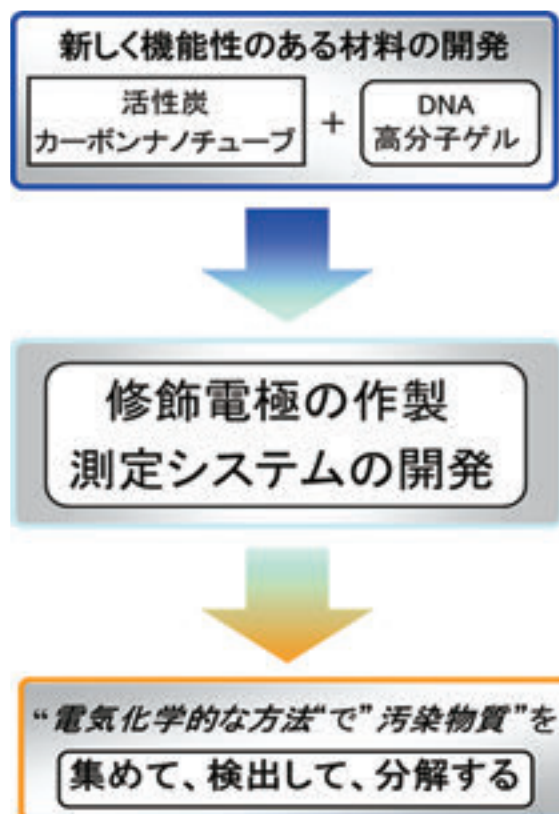 新しく機能性のある材料の開発
活性炭
カーボンナノチューブ
+
DNA
高分子ゲル
修飾電極の作製
測定システムの開発
“電気化学的な方法“で”汚染物質”を
集めて、検出して、分解する